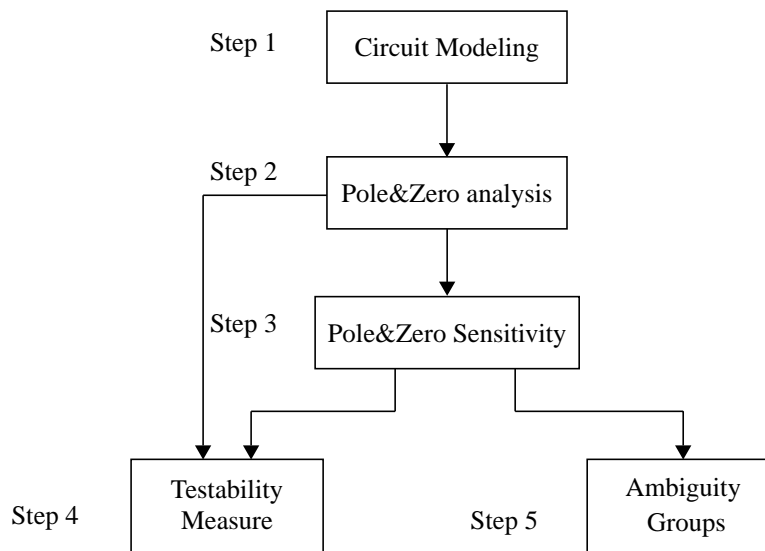 Step 1
Circuit Modeling
Step 2
Pole&Zero analysis
Step 3
Pole&Zero Sensitivity
Step 4
Testability
Measure
Step 5
Ambiguity
Groups